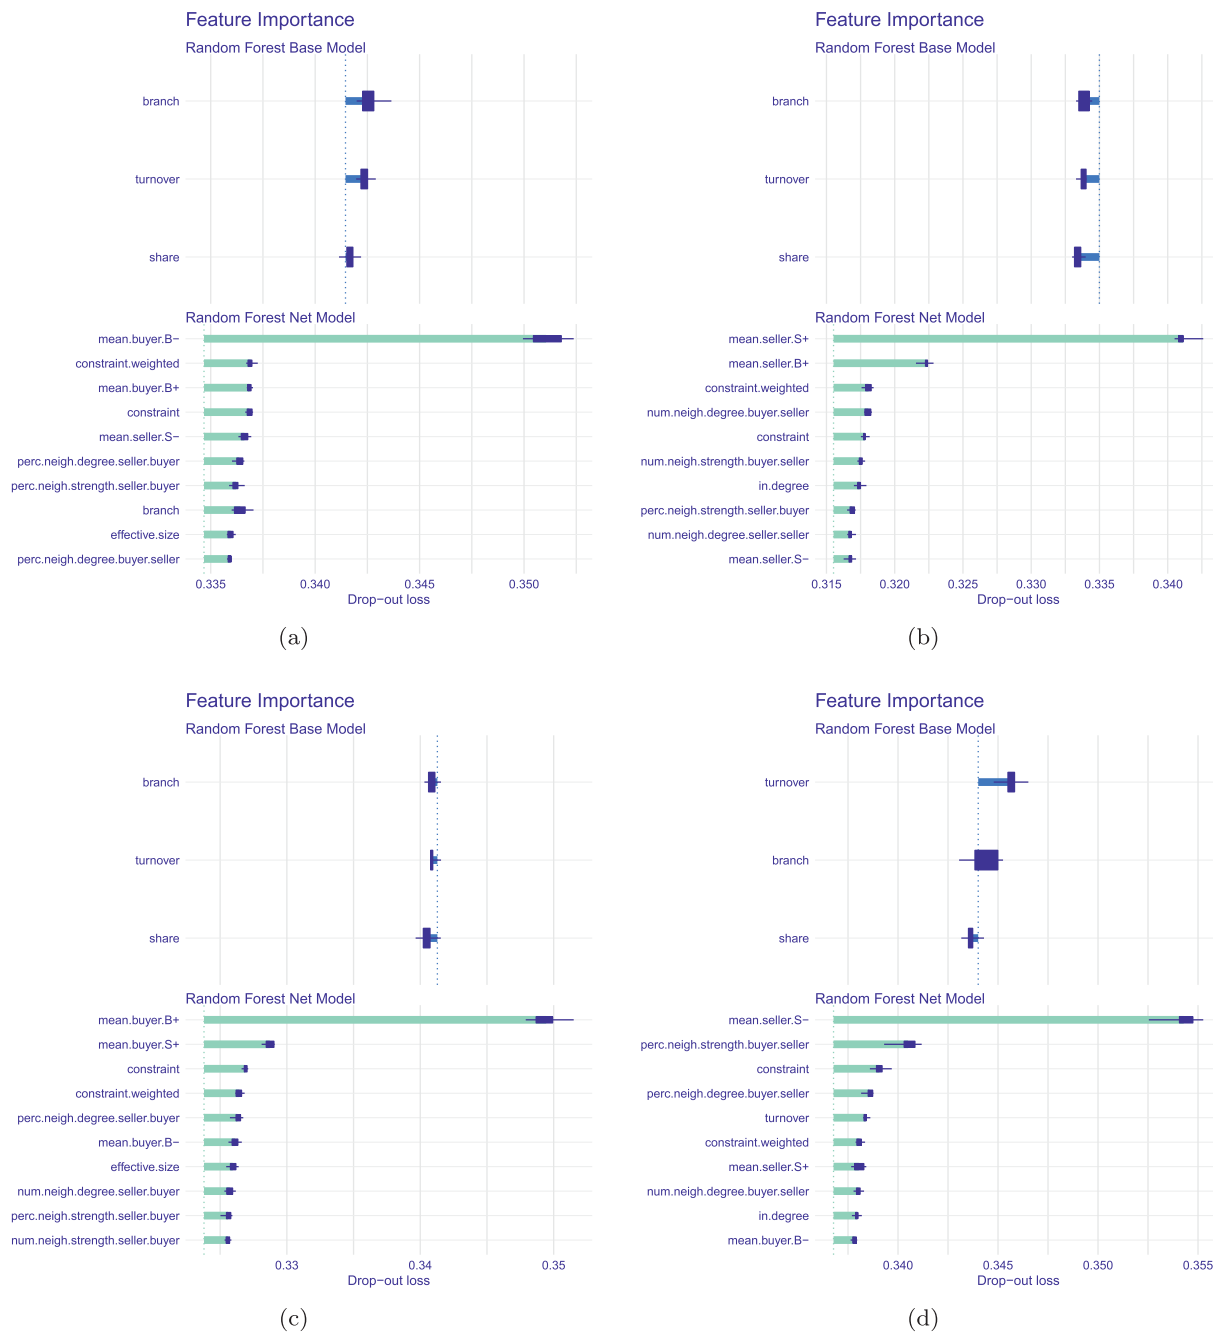 Feature Importance
Random Forest Base Model
branch
turnover
share
Random Forest Net Model
mean.buyer.B−
constraint.weighted
mean.buyer.B+
constraint
mean.seller.S−
perc.neigh.degree.seller.buyer
perc.neigh.strength.seller.buyer
branch
effective.size
perc.neigh.degree.buyer.seller
0.335 0.340 0.345 0.350
Drop−out loss
(a)
Feature Importance
Random Forest Base Model
branch
turnover
share
Random Forest Net Model
mean.seller.S+
mean.seller.B+
constraint.weighted
num.neigh.degree.buyer.seller
constraint
num.neigh.strength.buyer.seller
in.degree
perc.neigh.strength.seller.buyer
num.neigh.degree.seller.seller
mean.seller.S−
0.315 0.320 0.325 0.330 0.335 0.340
Drop−out loss
(b)
Feature Importance
Random Forest Base Model
branch
turnover
share
Random Forest Net Model
mean.buyer.B+
mean.buyer.S+
constraint
constraint.weighted
perc.neigh.degree.seller.buyer
mean.buyer.B−
effective.size
num.neigh.degree.seller.buyer
perc.neigh.strength.seller.buyer
num.neigh.strength.seller.buyer
0.33 0.34 0.35
Drop−out loss
(c)
Feature Importance
Random Forest Base Model
turnover
branch
share
Random Forest Net Model
mean.seller.S−
perc.neigh.strength.buyer.seller
constraint
perc.neigh.degree.buyer.seller
turnover
constraint.weighted
mean.seller.S+
num.neigh.degree.buyer.seller
in.degree
mean.buyer.B−
0.340 0.345 0.350 0.355
Drop−out loss
(d)